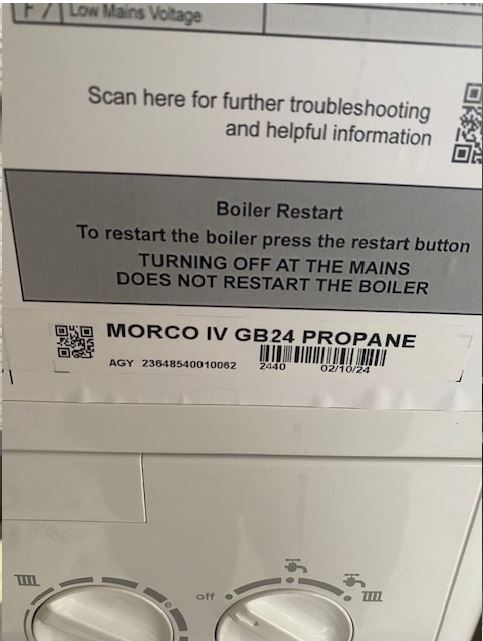 F7 Low Mains Voltage
Scan here for further troubleshooting
and helpful information
Boiler Restart
To restart the boiler press the restart button
TURNING OFF AT THE MAINS
DOES NOT RESTART THE BOILER
MORCO IV GB24 PROPANE
AGY 23648540010062 2440 02/10/24
off
e